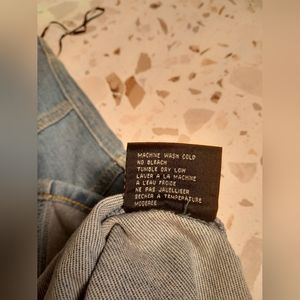 MACHINE WASH COLD
NO BLEACH
TUMBLE DRY LOW
LAVER A LA MACHINE
A L'EAU FROIDE
NE PAS JAVELLISER
SECHER A TEMPERATURE
MODEREE